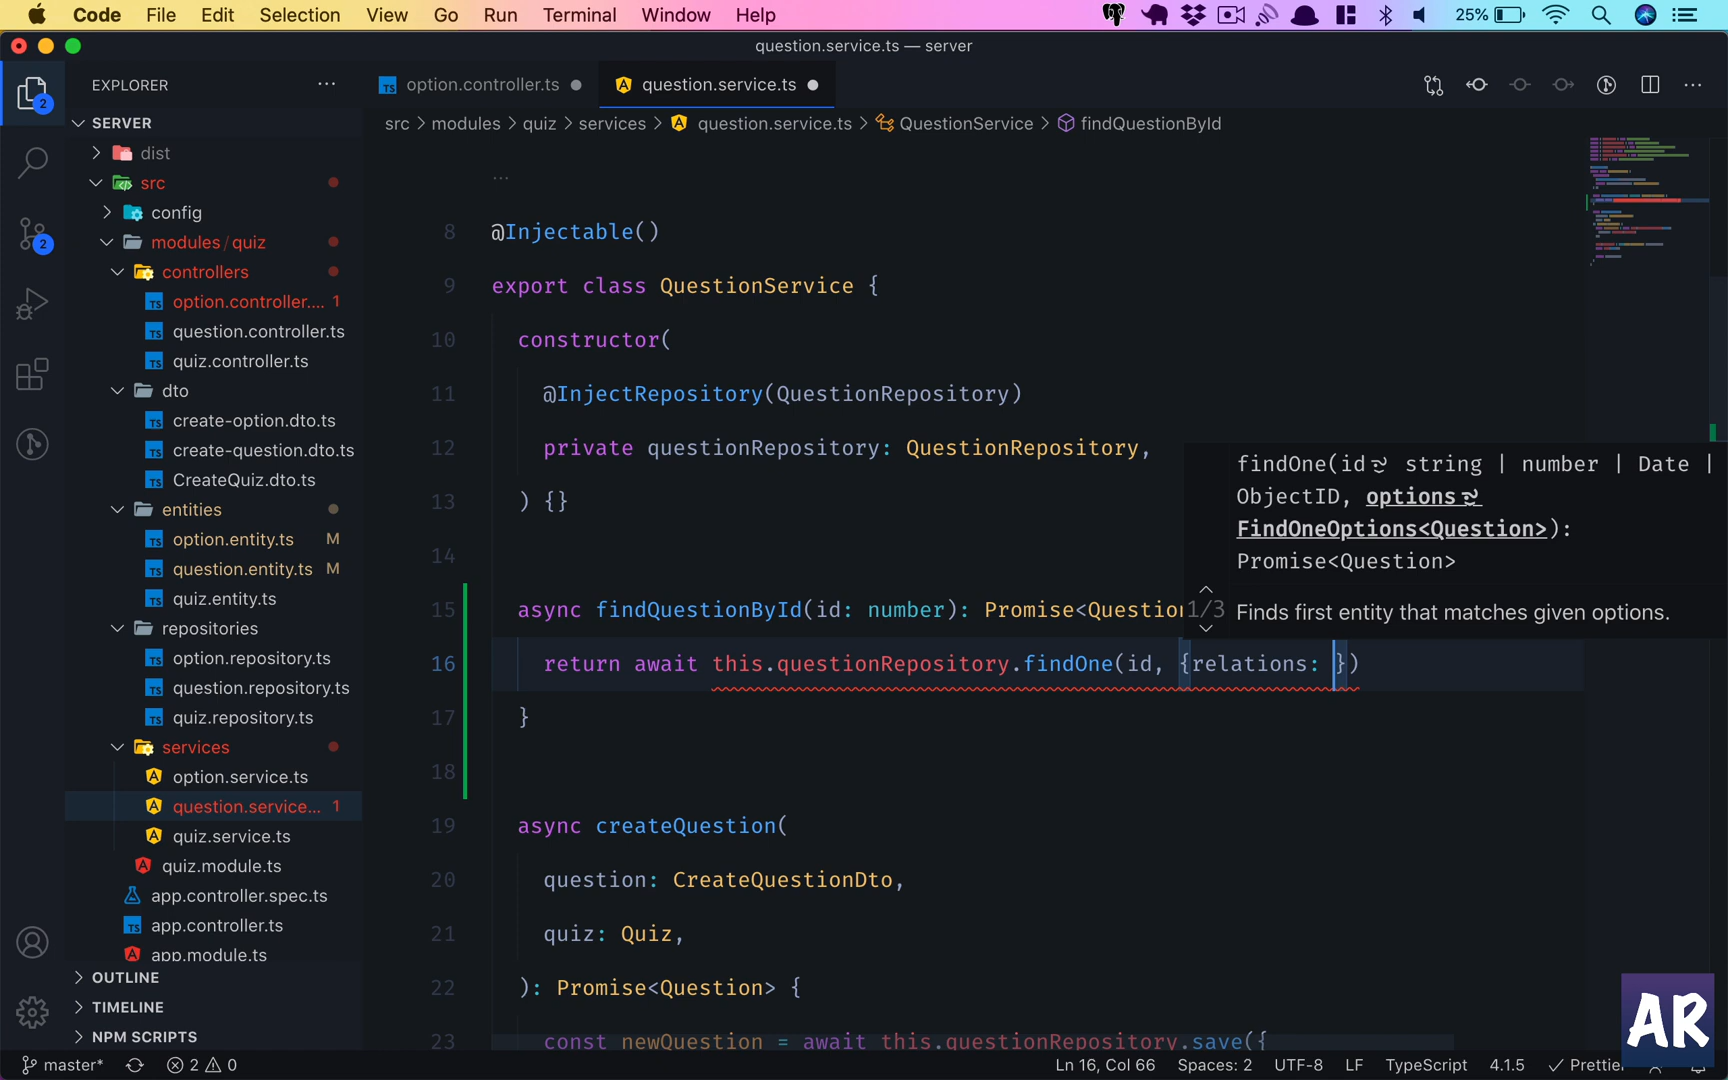 Code File Edit Selection View Go Run Terminal Window Help 25%
question.service.ts — server
EXPLORER ...
option.controller.ts question.service.ts
2
SERVER
src > modules > quiz > services > question.service.ts > QuestionService > findQuestionById
dist
src
config
modules / quiz
controllers
option.controller.... 1
question.controller.ts
quiz.controller.ts
dto
create-option.dto.ts
create-question.dto.ts
CreateQuiz.dto.ts
entities
option.entity.ts M
question.entity.ts M
quiz.entity.ts
repositories
option.repository.ts
question.repository.ts
quiz.repository.ts
services
option.service.ts
question.service... 1
quiz.service.ts
quiz.module.ts
app.controller.spec.ts
app.controller.ts
app.module.ts
OUTLINE
TIMELINE
NPM SCRIPTS
2
...
8 @Injectable()
9 export class QuestionService {
10 constructor(
11 @InjectRepository(QuestionRepository)
12 private questionRepository: QuestionRepository,
13 ) {}
14
15 async findQuestionById(id: number): Promise<Question
16 return await this.questionRepository.findOne(id, {relations: })
17 }
18
19 async createQuestion(
20 question: CreateQuestionDto,
21 quiz: Quiz,
22 ): Promise<Question> {
23 const newQuestion = await this.questionRepository.save({
findOne(id?: string | number | Date |
ObjectID, options?:
FindOneOptions<Question>):
Promise<Question>
1/3 Finds first entity that matches given options.
AR
master* 2 0 Ln 16, Col 66 Spaces: 2 UTF-8 LF TypeScript 4.1.5 Prettie